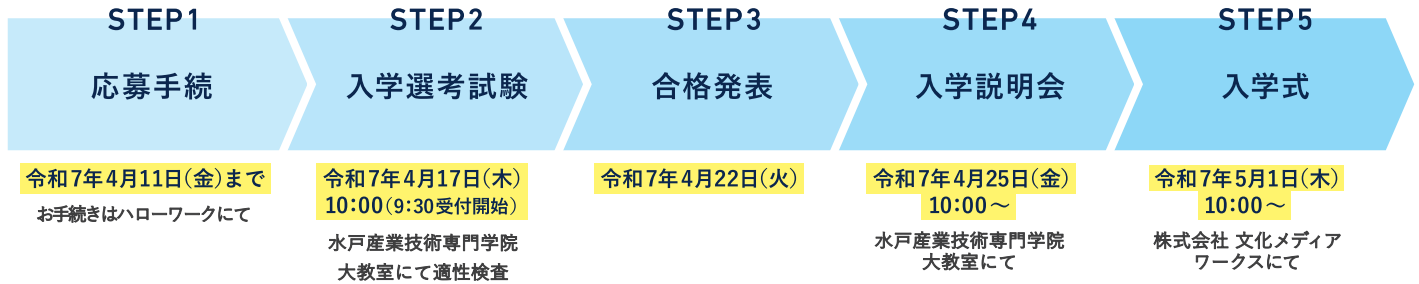 STEP1
応募手続
令和7年4月11日(金)まで
お手続きはハローワークにて
STEP2
入学選考試験
令和7年4月17日(木)
10:00(9:30受付開始)
水戸産業技術専門学院
大教室にて適性検査
STEP3
合格発表
令和7年4月22日(火)
STEP4
入学説明会
令和7年4月25日(金)
10:00～
水戸産業技術専門学院
大教室にて
STEP5
入学式
令和7年5月1日(木)
10:00～
株式会社 文化メディア
ワークスにて